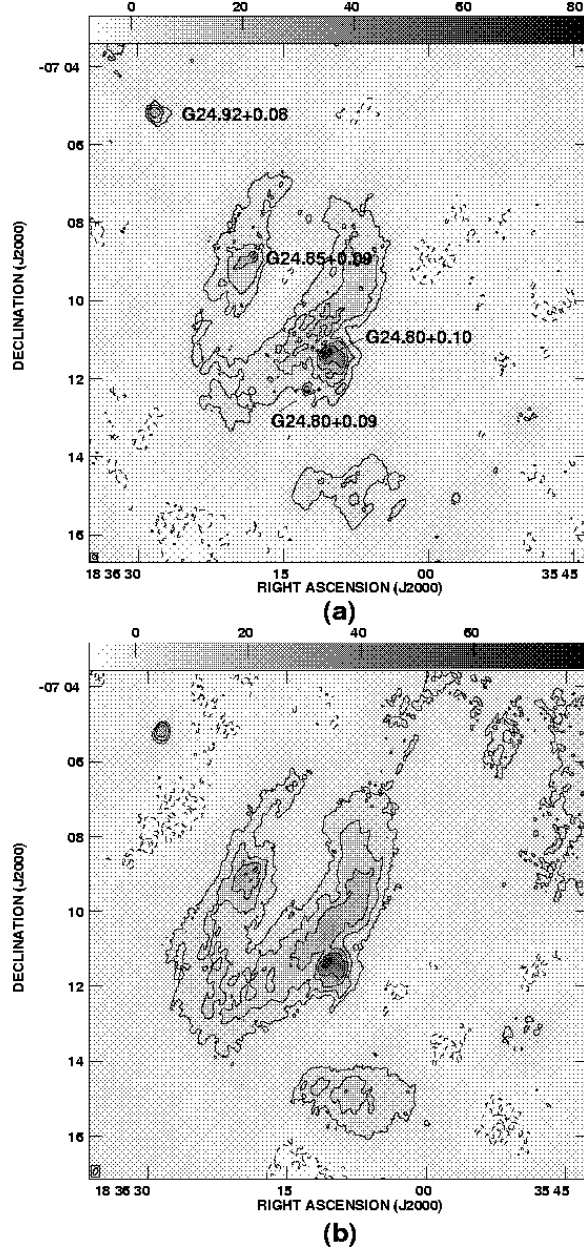 0 20 40 60 80
-07 04
G24.92+0.08
06
08
G24.85+0.09
10
G24.80+0.10
12
G24.80+0.09
14
16
DECLINATION (J2000)
18 36 30 15 00 35 45
RIGHT ASCENSION (J2000)
(a)
0 20 40 60
-07 04
06
08
10
12
14
16
DECLINATION (J2000)
18 36 30 15 00 35 45
RIGHT ASCENSION (J2000)
(b)